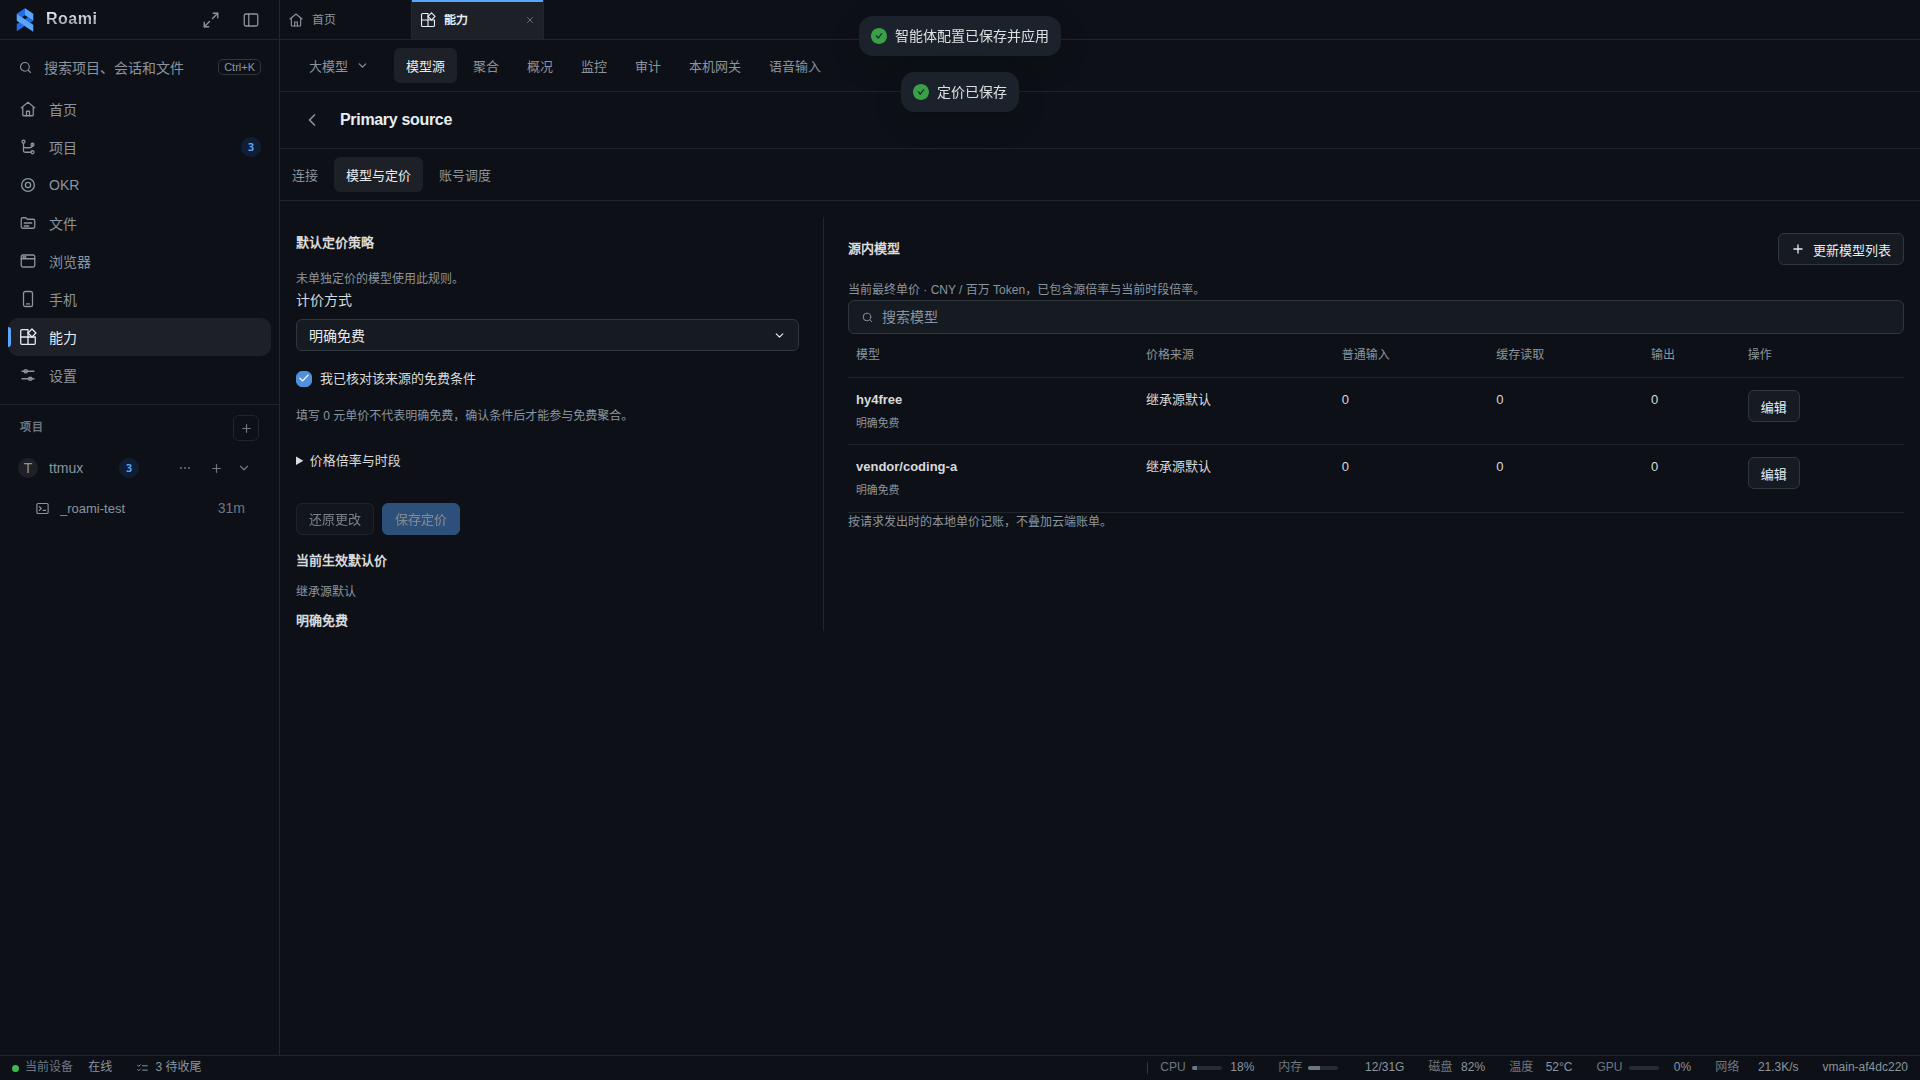 Roami
首页
能力
智能体配置已保存并应用
定价已保存
搜索项目、会话和文件 Ctrl+K
大模型 模型源 聚合 概况 监控 审计 本机网关 语音输入
首页
项目 3
OKR
文件
浏览器
手机
能力
设置
项目
T ttmux 3
_roami-test 31m
Primary source
连接 模型与定价 账号调度
默认定价策略
未单独定价的模型使用此规则。
计价方式
明确免费
我已核对该来源的免费条件
填写 0 元单价不代表明确免费，确认条件后才能参与免费聚合。
价格倍率与时段
还原更改 保存定价
当前生效默认价
继承源默认
明确免费
源内模型 更新模型列表
当前最终单价 · CNY / 百万 Token，已包含源倍率与当前时段倍率。
搜索模型
模型 价格来源 普通输入 缓存读取 输出 操作
hy4free 继承源默认 0 0 0 编辑
明确免费
vendor/coding-a 继承源默认 0 0 0 编辑
明确免费
按请求发出时的本地单价记账，不叠加云端账单。
当前设备 在线 3 待收尾 CPU 18% 内存 12/31G 磁盘 82% 温度 52°C GPU 0% 网络 21.3K/s vmain-af4dc220